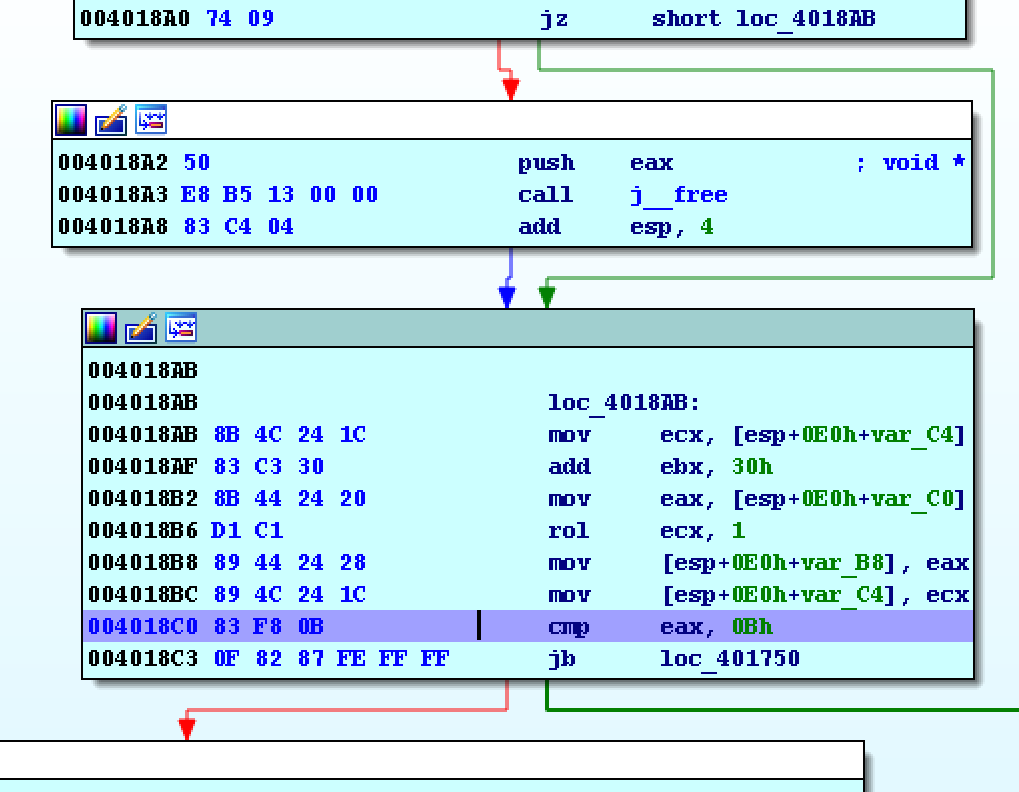 004018A0 74 09 jz short loc_4018AB
004018A2 50 push eax ; void *
004018A3 E8 B5 13 00 00 call j__free
004018A8 83 C4 04 add esp, 4
004018AB
004018AB loc_4018AB:
004018AB 8B 4C 24 1C mov ecx, [esp+0E0h+var_C4]
004018AF 83 C3 30 add ebx, 30h
004018B2 8B 44 24 20 mov eax, [esp+0E0h+var_C0]
004018B6 D1 C1 rol ecx, 1
004018B8 89 44 24 28 mov [esp+0E0h+var_B8], eax
004018BC 89 4C 24 1C mov [esp+0E0h+var_C4], ecx
004018C0 83 F8 0B cmp eax, 0Bh
004018C3 0F 82 87 FE FF FF jb loc_401750